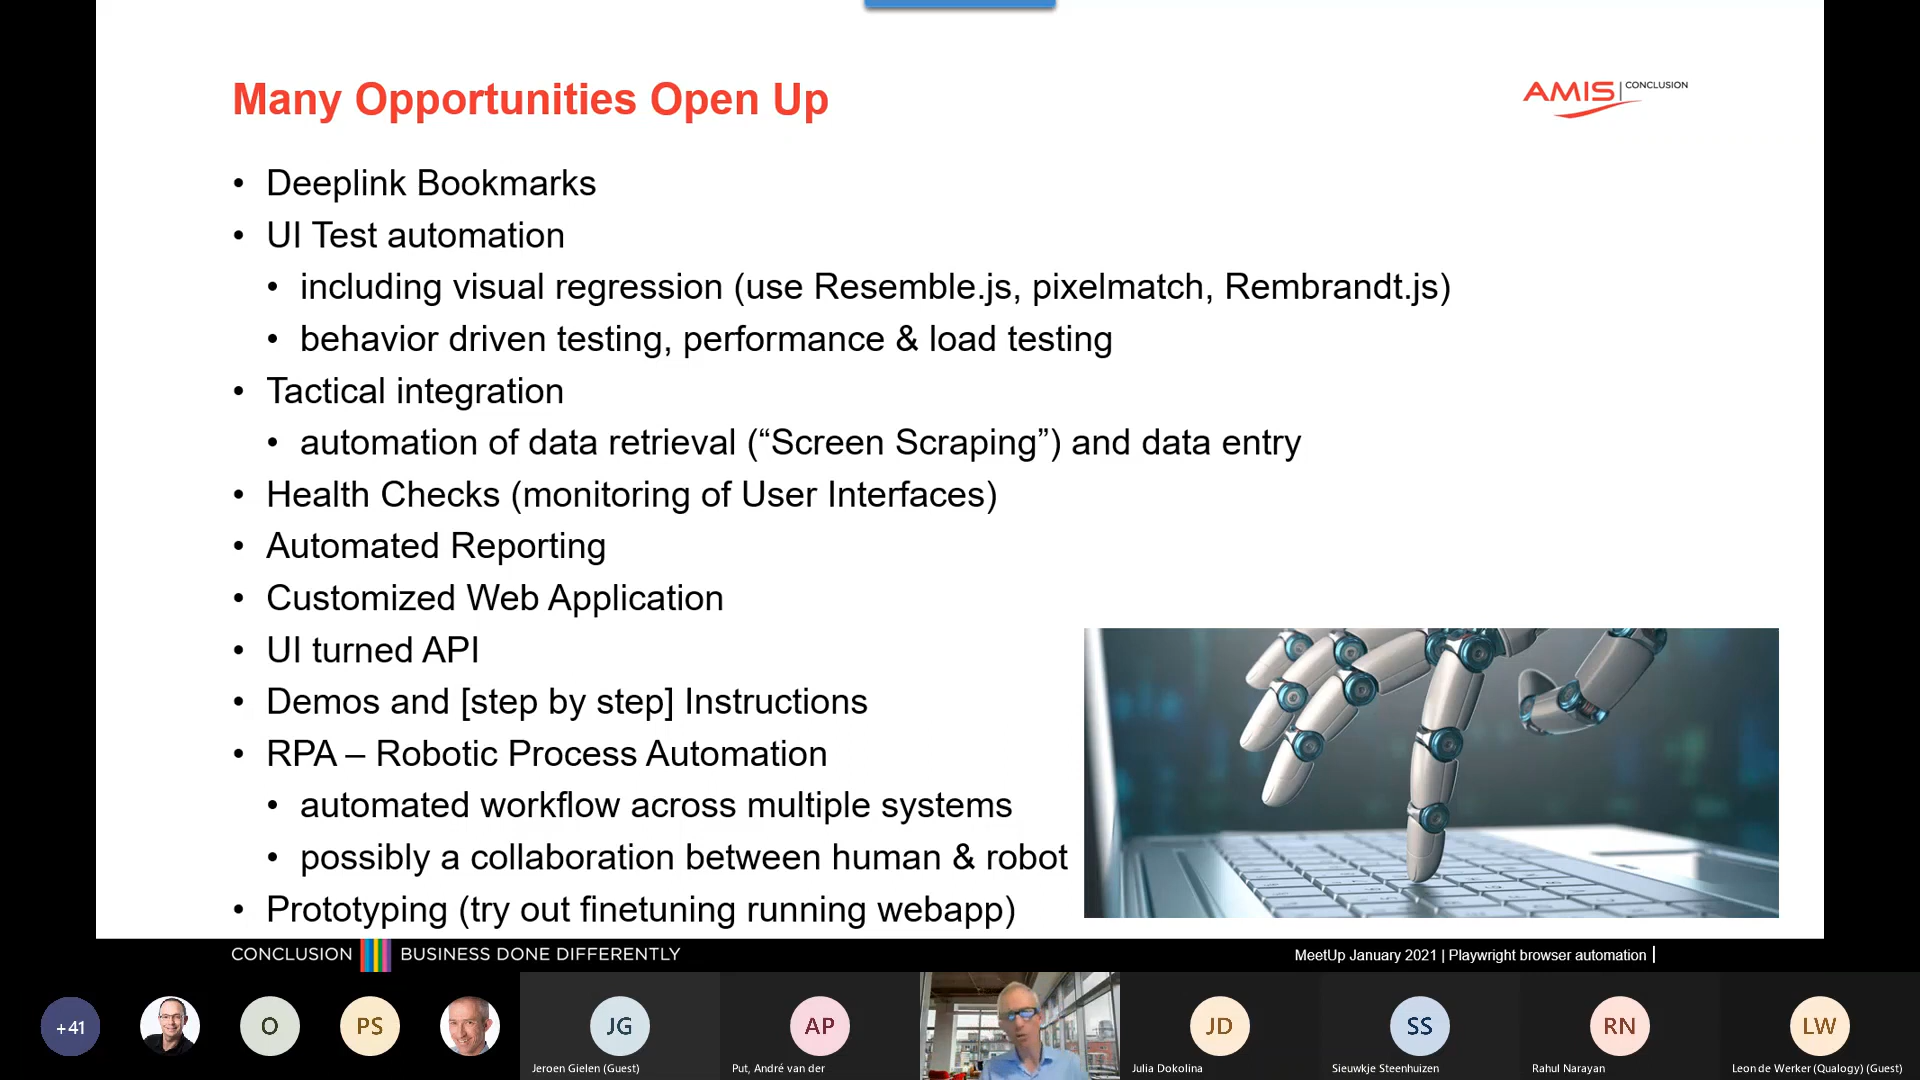 Many Opportunities Open Up
AMIS | CONCLUSION
• Deeplink Bookmarks
• UI Test automation
• including visual regression (use Resemble.js, pixelmatch, Rembrandt.js)
• behavior driven testing, performance & load testing
• Tactical integration
• automation of data retrieval (“Screen Scraping”) and data entry
• Health Checks (monitoring of User Interfaces)
• Automated Reporting
• Customized Web Application
• UI turned API
• Demos and [step by step] Instructions
• RPA – Robotic Process Automation
• automated workflow across multiple systems
• possibly a collaboration between human & robot
• Prototyping (try out finetuning running webapp)
CONCLUSION BUSINESS DONE DIFFERENTLY
MeetUp January 2021 | Playwright browser automation |
+41
O
PS
JG
AP
JD
SS
RN
LW
Jeroen Gielen (Guest)
Put, André van der
Julia Dokolina
Sieuwkje Steenhuizen
Rahul Narayan
Leon de Werker (Qualogy) (Guest)